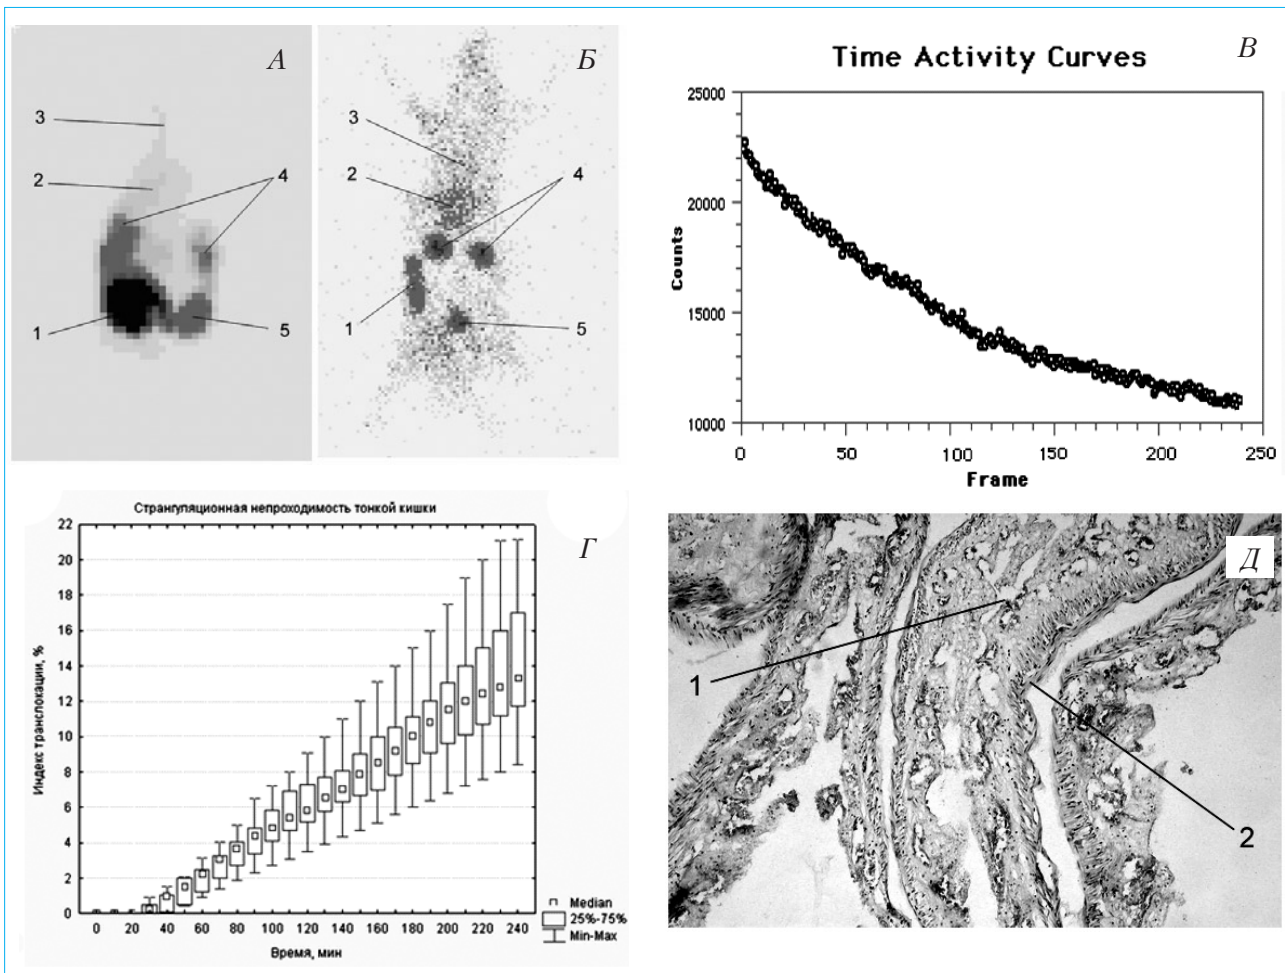 А
3
2
4
1
5
Б
3
2
4
1
5
Time Activity Curves
В
25000
20000
15000
10000
Counts
0 50 100 150 200 250
Frame
Странгуляционная непроходимость тонкой кишки
Г
22
20
18
16
14
12
10
8
6
4
2
0
Индекс транслокации, %
0 20 40 60 80 100 120 140 160 180 200 220 240
Время, мин
Median
25%-75%
Min-Max
Д
1
2